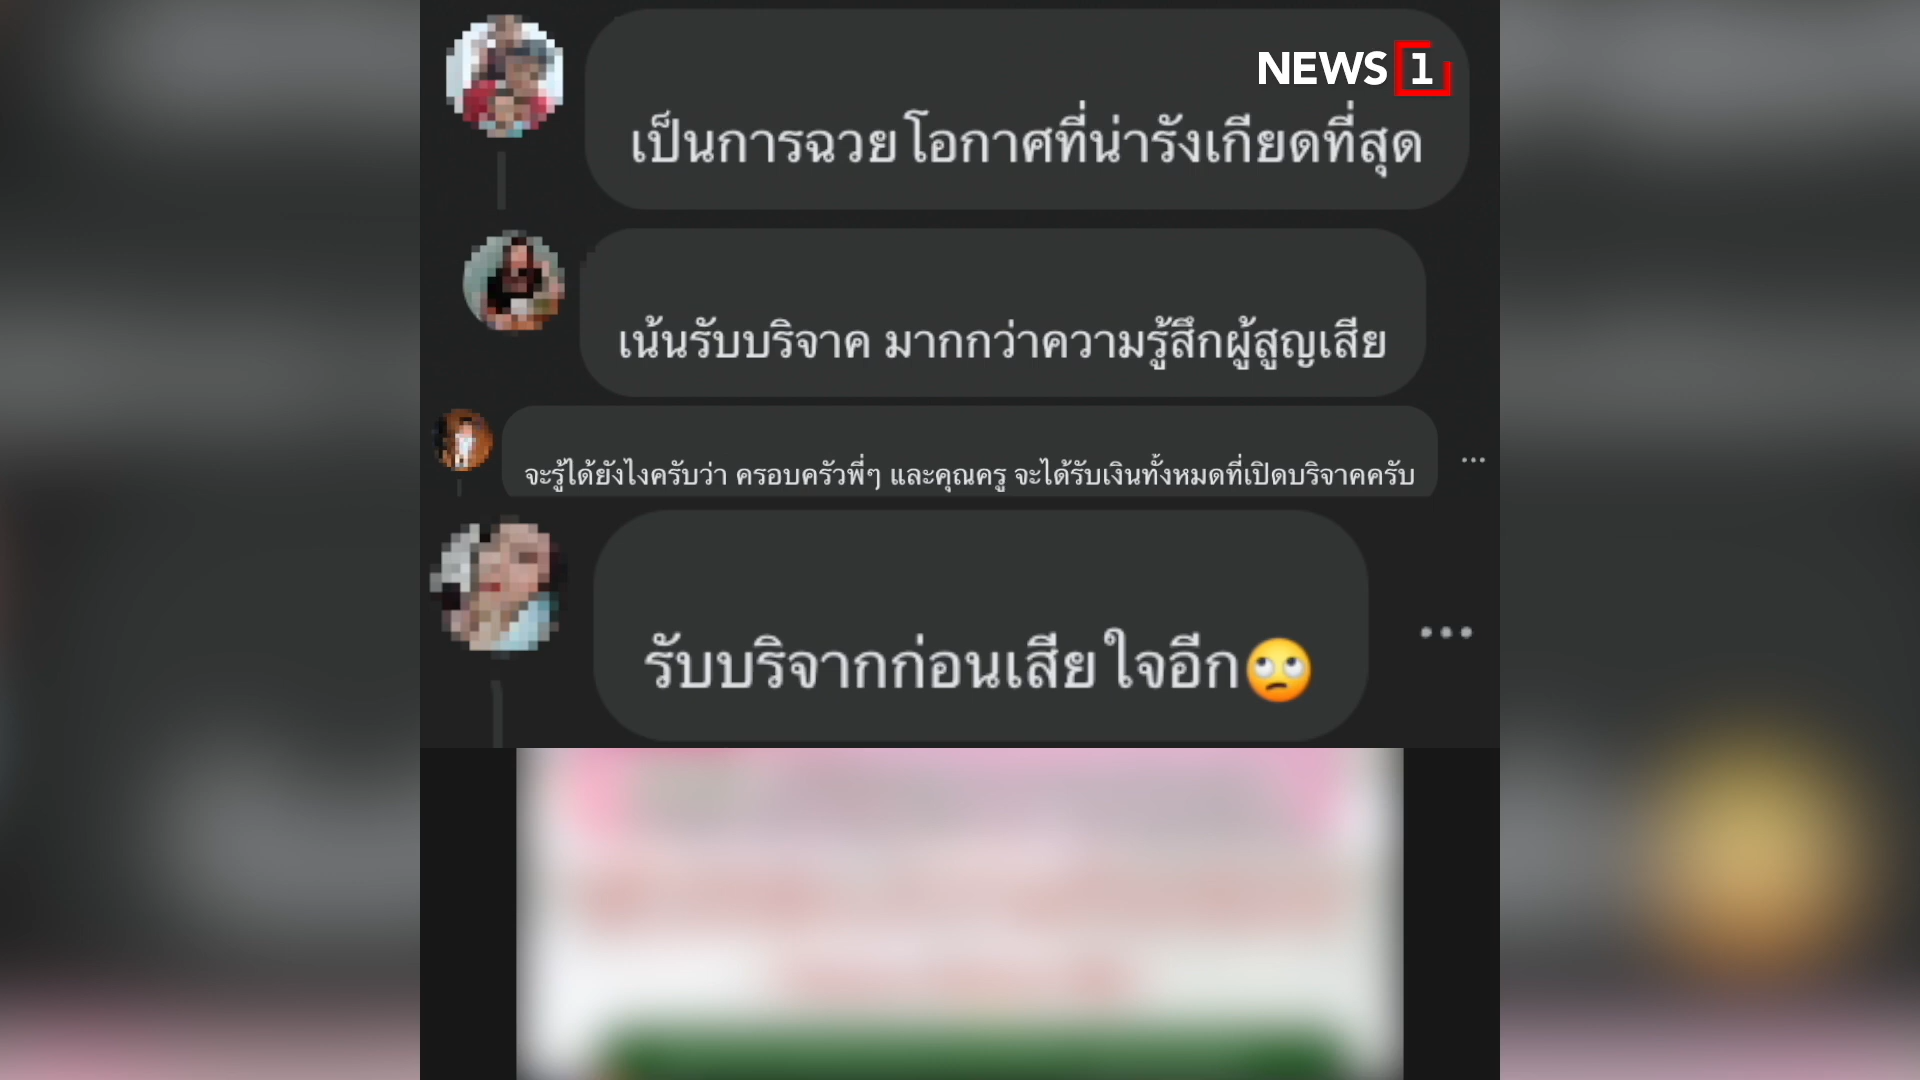 NEWS 1
เป็นการฉวยโอกาศที่น่ารังเกียดที่สุด
เน้นรับบริจาค มากกว่าความรู้สึกผู้สูญเสีย
จะรู้ได้ยังไงครับว่า ครอบครัวพี่ๆ และคุณครู จะได้รับเงินทั้งหมดที่เปิดบริจาคครับ
รับบริจากก่อนเสียใจอีก🙄